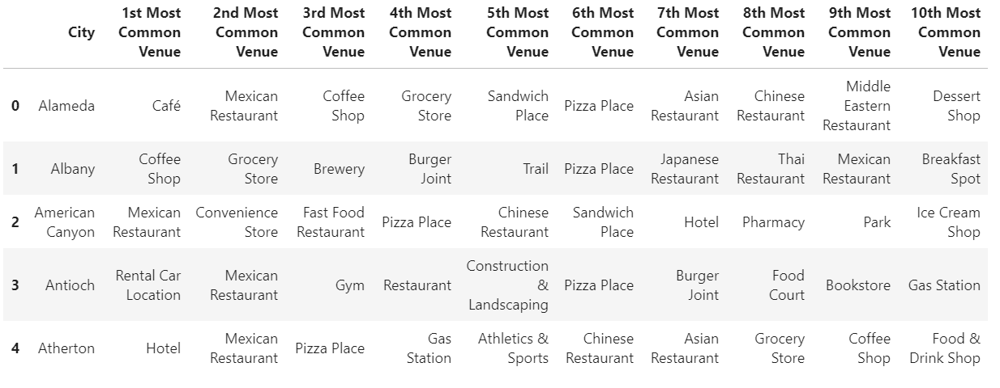 City 1st Most Common Venue 2nd Most Common Venue 3rd Most Common Venue 4th Most Common Venue 5th Most Common Venue 6th Most Common Venue 7th Most Common Venue 8th Most Common Venue 9th Most Common Venue 10th Most Common Venue
0 Alameda Café Mexican Restaurant Coffee Shop Grocery Store Sandwich Place Pizza Place Asian Restaurant Chinese Restaurant Middle Eastern Restaurant Dessert Shop
1 Albany Coffee Shop Grocery Store Brewery Burger Joint Trail Pizza Place Japanese Restaurant Thai Restaurant Mexican Restaurant Breakfast Spot
2 American Canyon Mexican Restaurant Convenience Store Fast Food Restaurant Pizza Place Chinese Restaurant Sandwich Place Hotel Pharmacy Park Ice Cream Shop
3 Antioch Rental Car Location Mexican Restaurant Gym Restaurant Construction & Landscaping Pizza Place Burger Joint Food Court Bookstore Gas Station
4 Atherton Hotel Mexican Restaurant Pizza Place Gas Station Athletics & Sports Chinese Restaurant Asian Restaurant Grocery Store Coffee Shop Food & Drink Shop